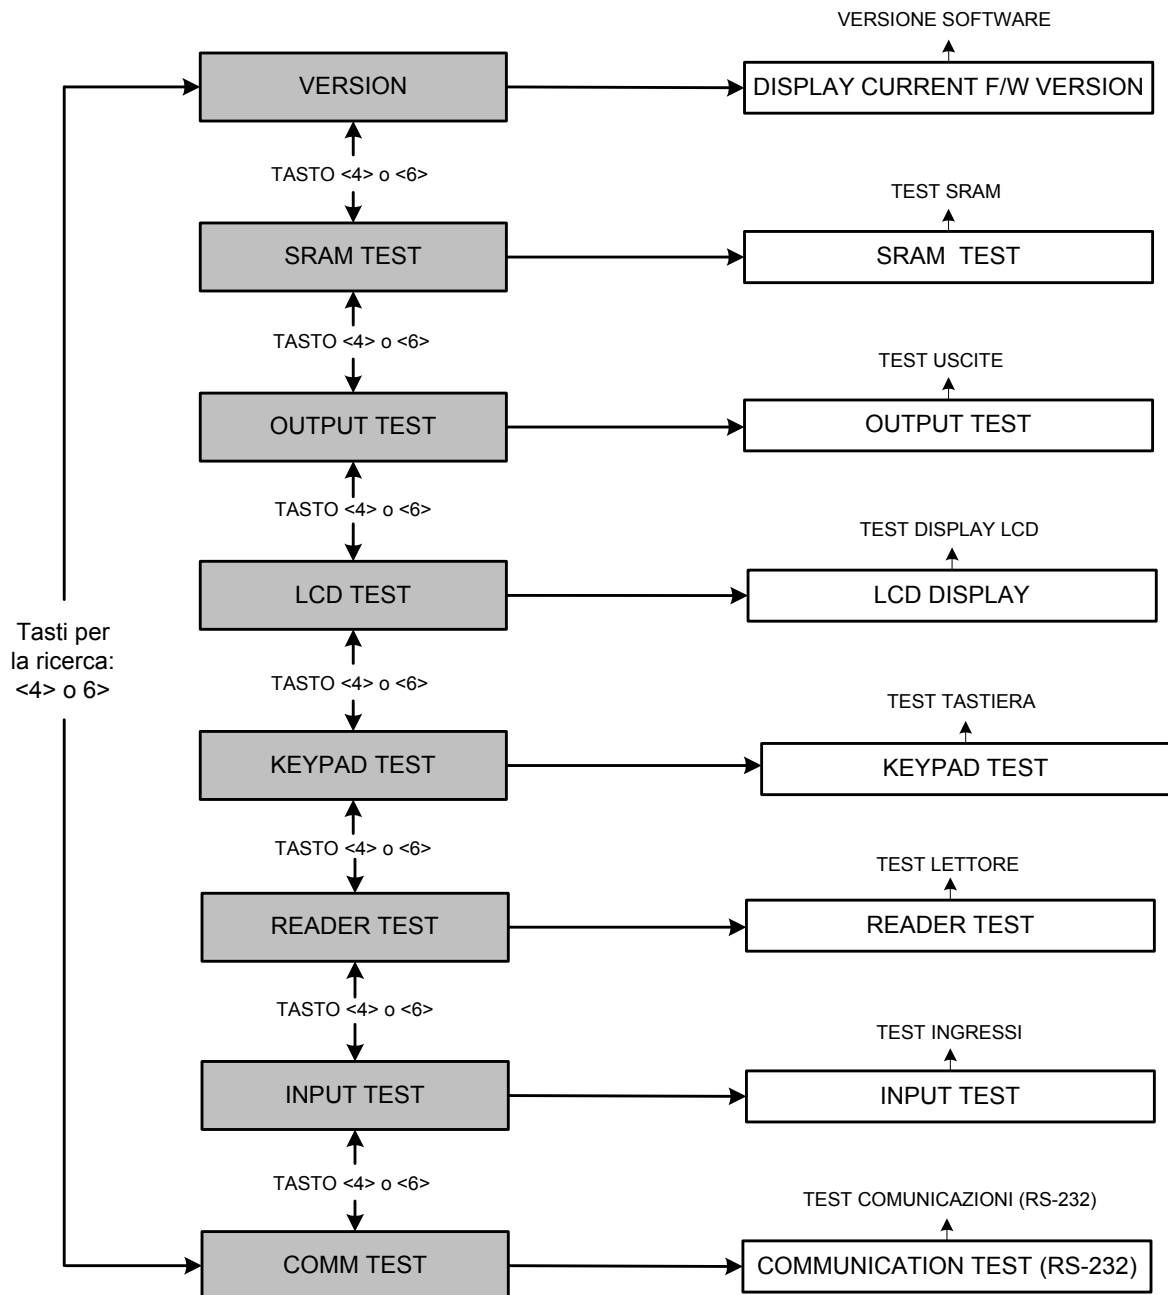 VERSIONE SOFTWARE
VERSION
DISPLAY CURRENT F/W VERSION
TASTO <4> o <6>
TEST SRAM
SRAM TEST
SRAM TEST
TASTO <4> o <6>
TEST USCITE
OUTPUT TEST
OUTPUT TEST
TASTO <4> o <6>
TEST DISPLAY LCD
LCD TEST
LCD DISPLAY
Tasti per
la ricerca:
<4> o 6>
TASTO <4> o <6>
TEST TASTIERA
KEYPAD TEST
KEYPAD TEST
TASTO <4> o <6>
TEST LETTORE
READER TEST
READER TEST
TASTO <4> o <6>
TEST INGRESSI
INPUT TEST
INPUT TEST
TASTO <4> o <6>
TEST COMUNICAZIONI (RS-232)
COMM TEST
COMMUNICATION TEST (RS-232)